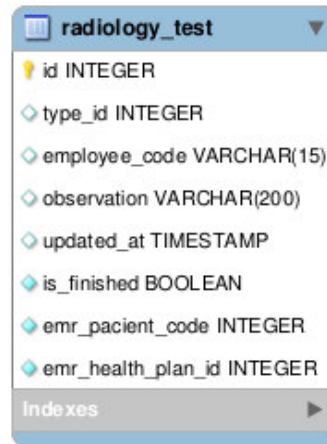 radiology_test
id INTEGER
type_id INTEGER
employee_code VARCHAR(15)
observation VARCHAR(200)
updated_at TIMESTAMP
is_finished BOOLEAN
emr_pacient_code INTEGER
emr_health_plan_id INTEGER
Indexes